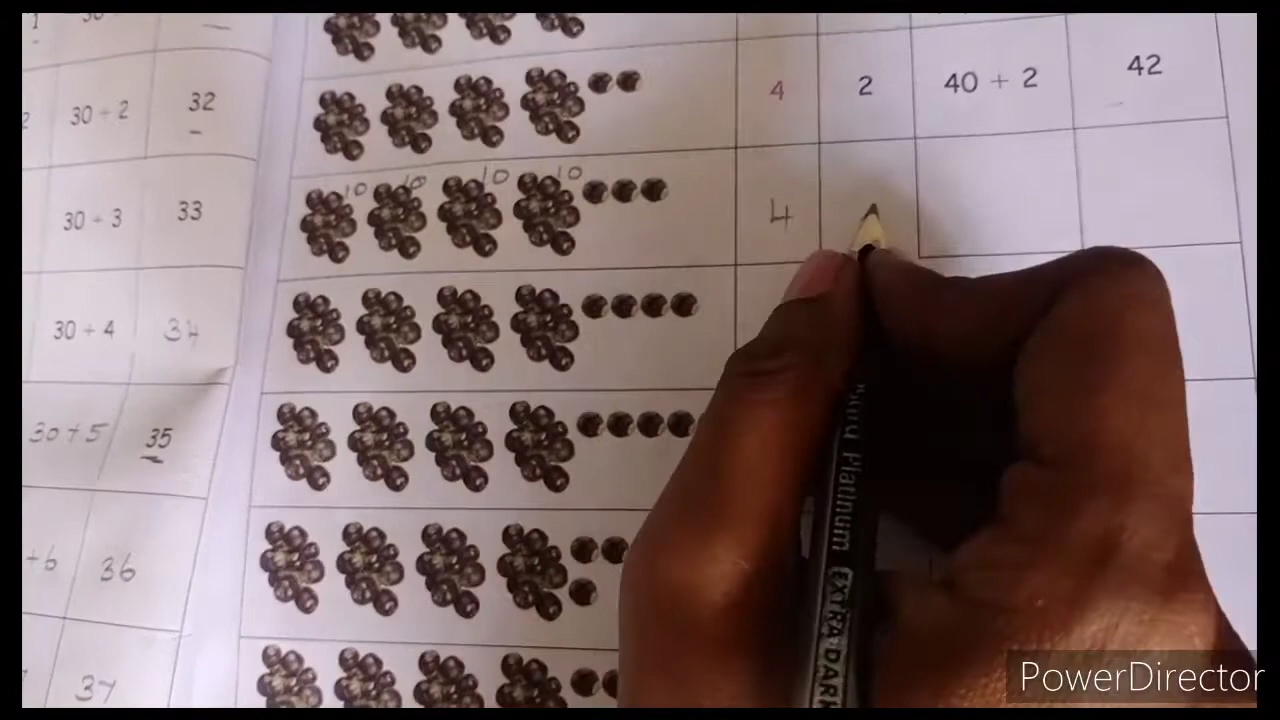 30 + 2 32
4 2 40 + 2 42
10 10 10 10
30 + 3 33
4
30 + 4 34
30 + 5 35
+6 36
37
Platinum EXTRA DARK
PowerDirector